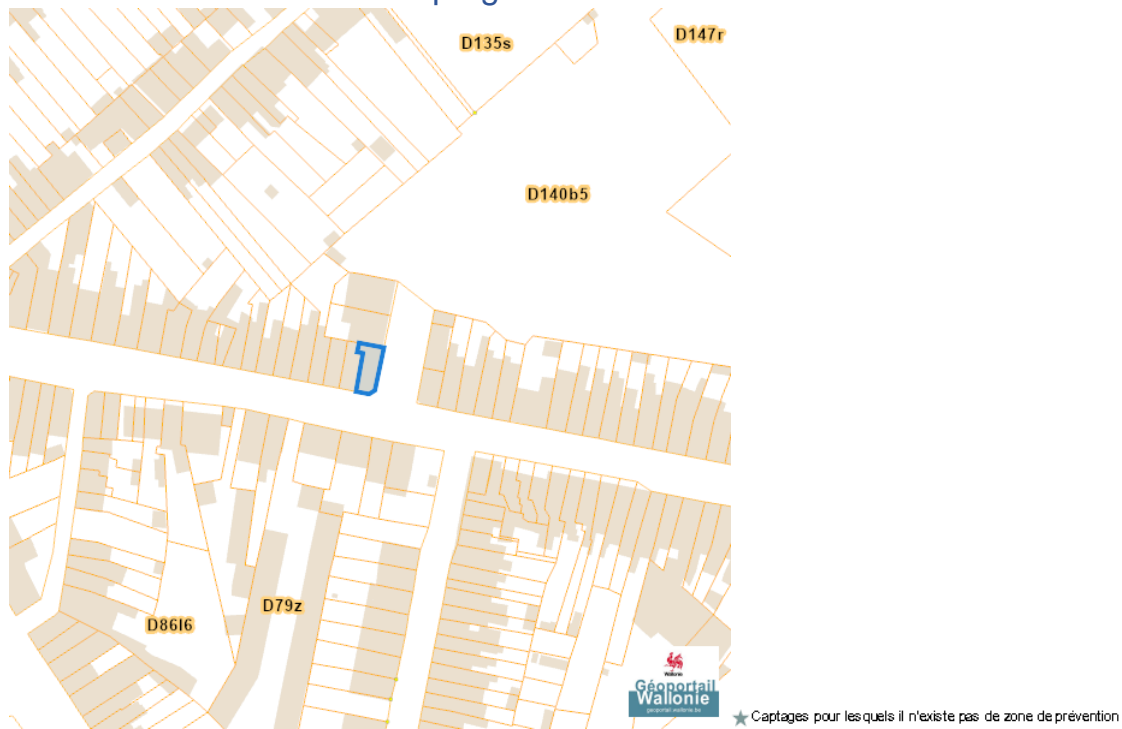 D135s
D147r
D140b5
D79z
D86l6
Wallonie
Géoportail
Wallonie
geoportail.wallonie.be
Captages pour lesquels il n'existe pas de zone de prévention